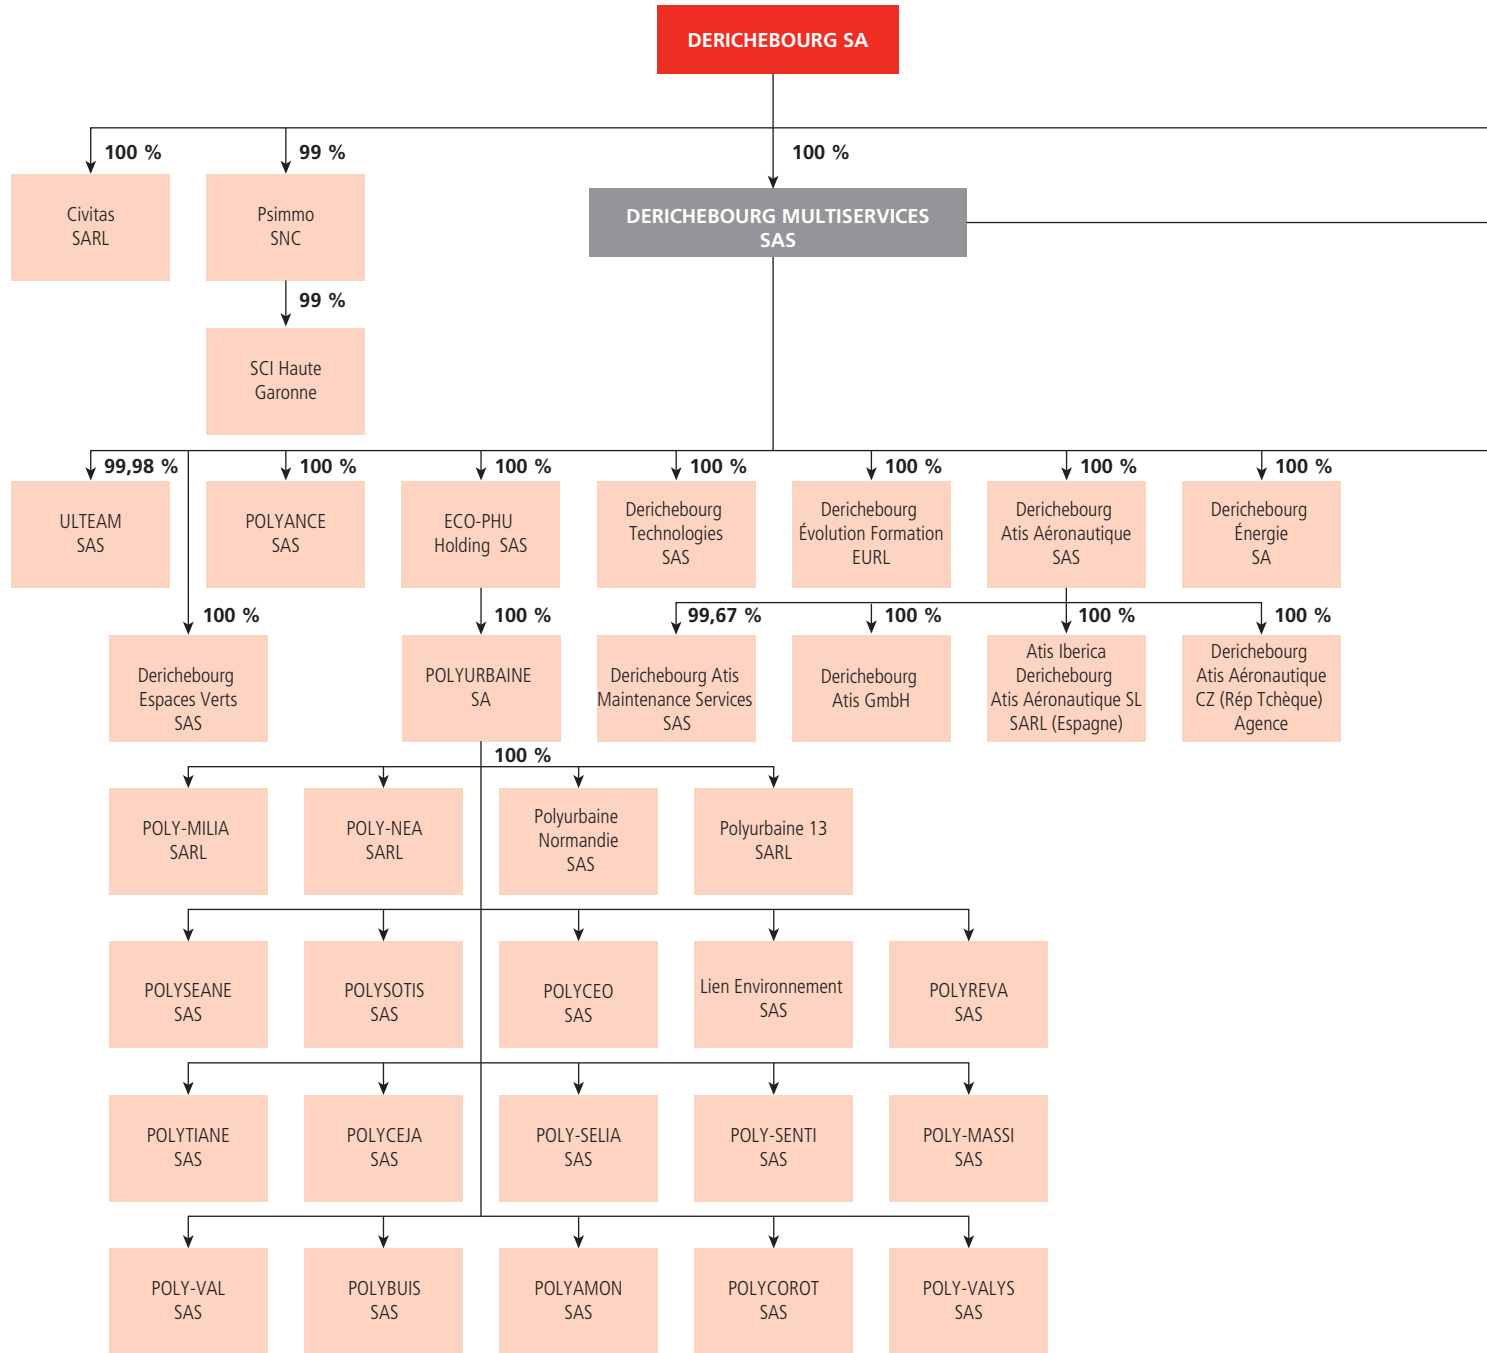 DERICHEBOURG SA
100 %
99 %
100 %
Civitas
SARL
Psimmo
SNC
DERICHEBOURG MULTISERVICES
SAS
99 %
SCI Haute
Garonne
99,98 %
100 %
100 %
100 %
100 %
100 %
100 %
ULTEAM
SAS
POLYANCE
SAS
ECO-PHU
Holding SAS
Derichebourg
Technologies
SAS
Derichebourg
Évolution Formation
EURL
Derichebourg
Atis Aéronautique
SAS
Derichebourg
Énergie
SA
100 %
100 %
99,67 %
100 %
100 %
100 %
Derichebourg
Espaces Verts
SAS
POLYURBAINE
SA
Derichebourg Atis
Maintenance Services
SAS
Derichebourg
Atis GmbH
Atis Iberica
Derichebourg
Atis Aéronautique SL
SARL (Espagne)
Derichebourg
Atis Aéronautique
CZ (Rép Tchèque)
Agence
100 %
POLY-MILIA
SARL
POLY-NEA
SARL
Polyurbaine
Normandie
SAS
Polyurbaine 13
SARL
POLYSEANE
SAS
POLYSOTIS
SAS
POLYCEO
SAS
Lien Environnement
SAS
POLYREVA
SAS
POLYTIANE
SAS
POLYCEJA
SAS
POLY-SELIA
SAS
POLY-SENTI
SAS
POLY-MASSI
SAS
POLY-VAL
SAS
POLYBUIS
SAS
POLYAMON
SAS
POLYCOROT
SAS
POLY-VALYS
SAS